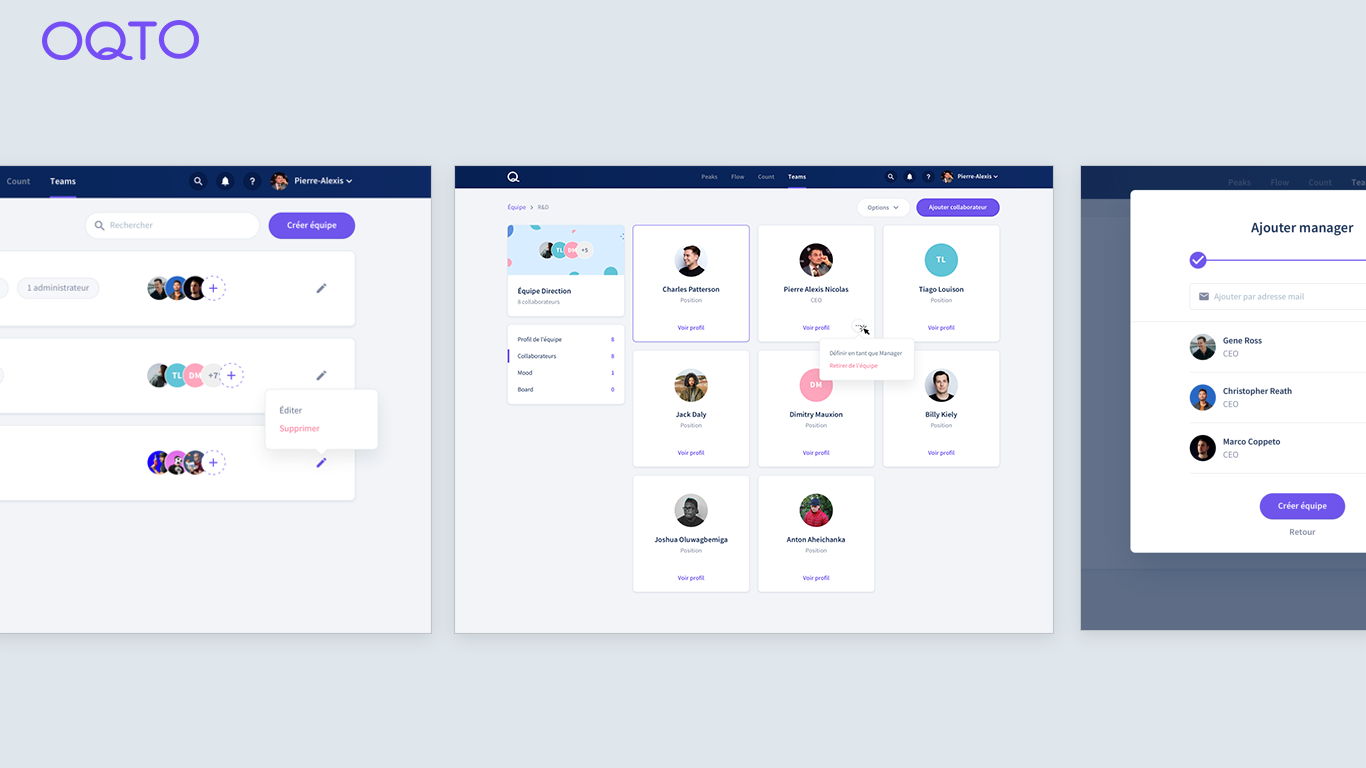 OQTO
Count
Teams
?
Pierre-Alexis
Rechercher
Créer équipe
1 administrateur
+
TL
DM
+7
+
Éditer
Supprimer
+
Peaks
Flow
Count
Teams
?
Pierre-Alexis
Équipe > R&D
Options
Ajouter collaborateur
TL
DM
+5
Équipe Direction
8 collaborateurs
Profil de l'équipe 8
Collaborateurs 8
Mood 1
Board 0
Charles Patterson
Position
Voir profil
Pierre Alexis Nicolas
CEO
Voir profil
TL
Tiago Louison
Position
Voir profil
Définir en tant que Manager
Retirer de l'équipe
Jack Daly
Position
Voir profil
DM
Dimitry Mauxion
Position
Voir profil
Billy Kiely
Position
Voir profil
Joshua Oluwagbemiga
Position
Voir profil
Anton Aheichanka
Position
Voir profil
Peaks
Flow
Count
Tea
Ajouter manager
Ajouter par adresse mail
Gene Ross
CEO
Christopher Reath
CEO
Marco Coppeto
CEO
Créer équipe
Retour